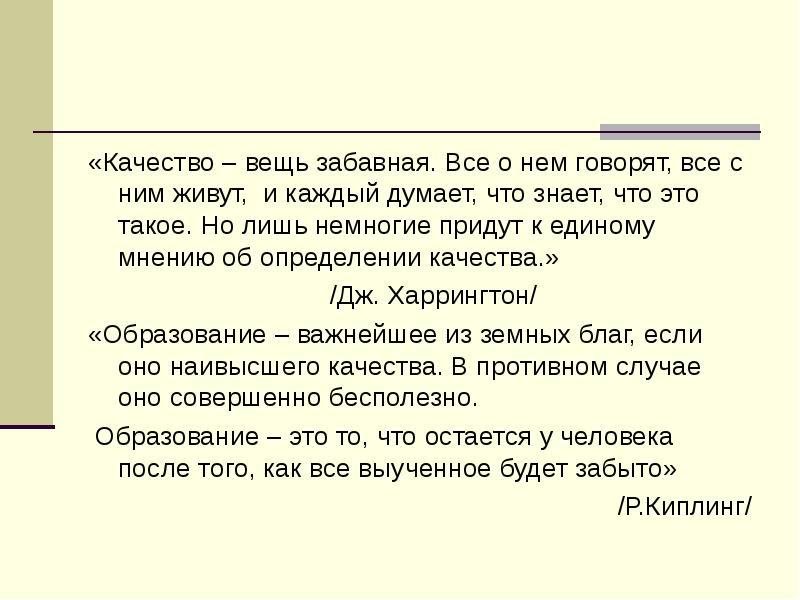 «Качество – вещь забавная. Все о нем говорят, все с
ним живут, и каждый думает, что знает, что это
такое. Но лишь немногие придут к единому
мнению об определении качества.»
/Дж. Харрингтон/
«Образование – важнейшее из земных благ, если
оно наивысшего качества. В противном случае
оно совершенно бесполезно.
Образование – это то, что остается у человека
после того, как все выученное будет забыто»
/Р.Киплинг/